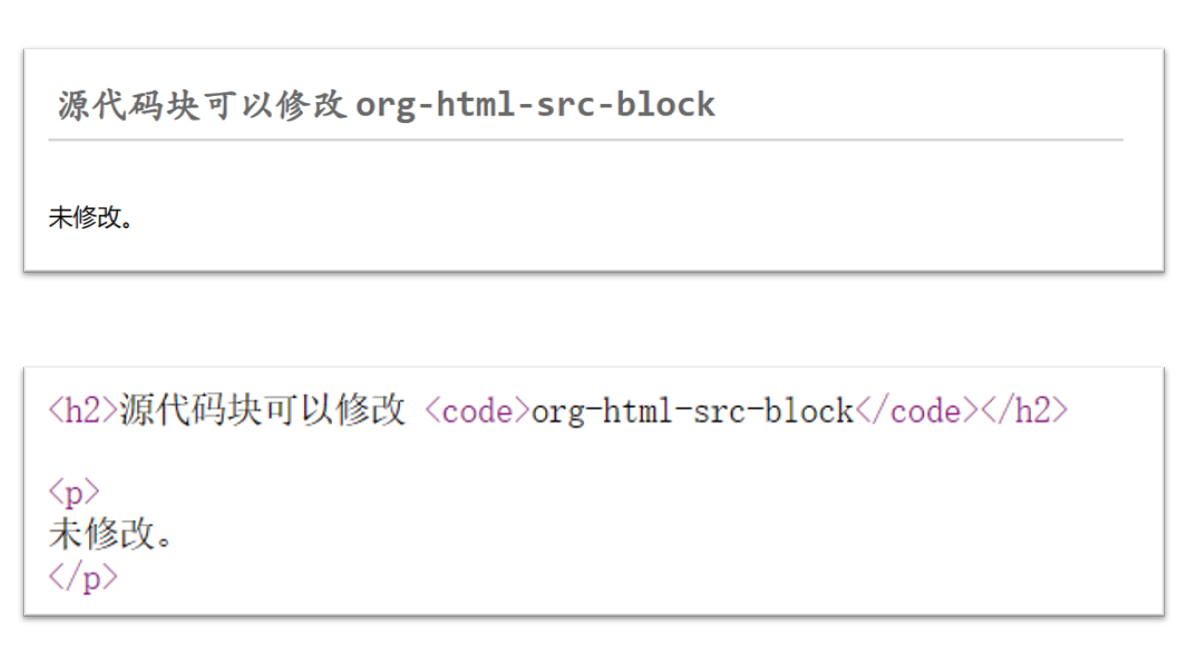 源代码块可以修改 org-html-src-block
未修改。
<h2>源代码块可以修改 <code>org-html-src-block</code></h2>
<p>
未修改。
</p>